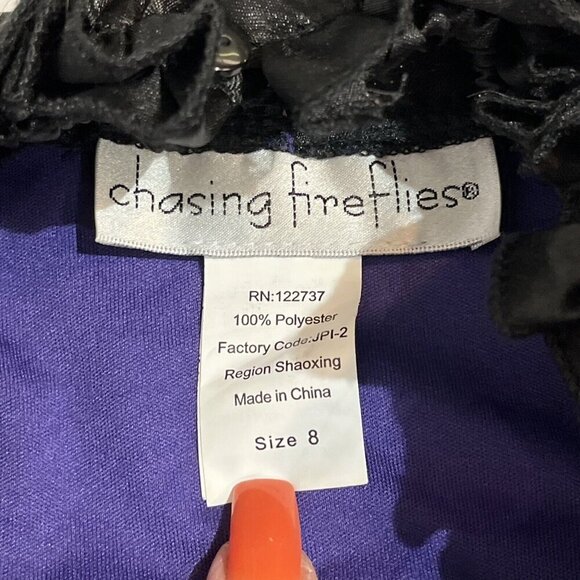 chasing fireflies®
RN:122737
100% Polyester
Factory Code:JPI-2
Region Shaoxing
Made in China
Size 8